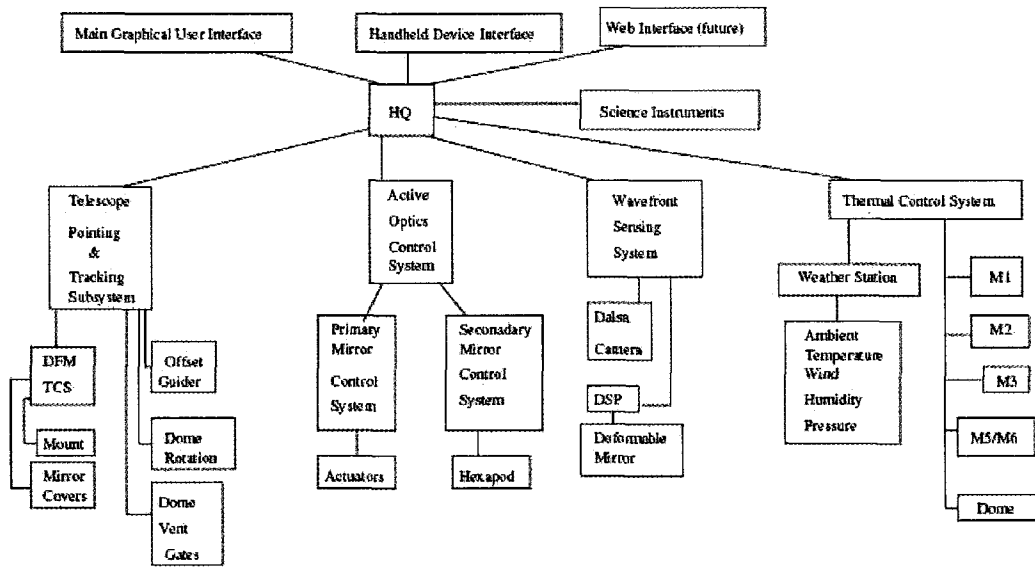 Main Graphical User Interface
Handheld Device Interface
Web Interface (future)
HQ
Science Instruments
Telescope
Pointing
&
Tracking
Subsystem
Active
Optics
Control
System
Wavefront
Sensing
System
Thermal Control System
Weather Station
M1
M2
M3
M5/M6
Dome
Ambient
Temperature
Wind
Humidity
Pressure
Primary
Mirror
Control
System
Seconadary
Mirror
Control
System
Dalsa
Camera
DSP
Deformable
Mirror
DFM
TCS
Offset
Guider
Mount
Mirror
Covers
Dome
Rotation
Dome
Vent
Gates
Actuators
Hexapod